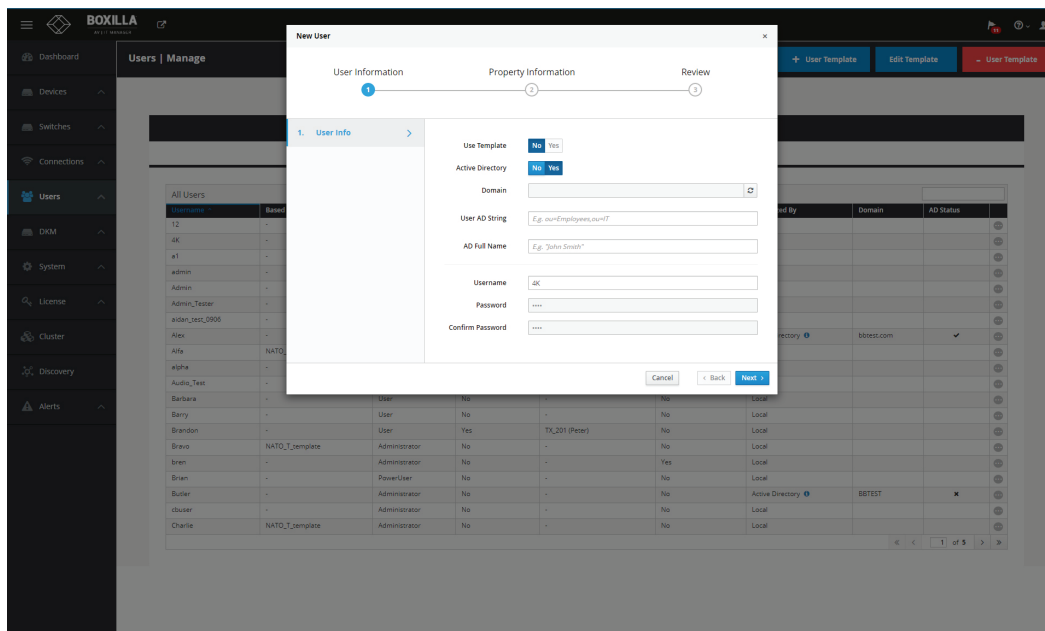 BOXILLA
New User
×
11
Dashboard
Users | Manage
+ User Template
Edit Template
- User Template
User Information
Property Information
Review
1
2
3
Devices
Switches
Connections
Users
DKM
System
License
Cluster
Discovery
Alerts
1. User Info
Use Template
No Yes
Active Directory
No Yes
Domain
User AD String
E.g. ou=Employees,ou=IT
AD Full Name
E.g. "John Smith"
Username
4K
Password
••••
Confirm Password
••••
Cancel
< Back
Next >
All Users
Username Based ed By Domain AD Status
12 -
4K -
a1 -
admin -
Admin -
Admin_Tester -
aidan_test_0906 -
Alex - rectory bbtest.com ✔
Alfa NATO_
alpha -
Audio_Text -
Barbara - User No - No Local
Barry - User No - No Local
Brandon - User Yes TX_201 (Peter) No Local
Bravo NATO_T_template Administrator No - No Local
bren - Administrator No - Yes Local
Brian - PowerUser No - No Local
Butler - Administrator No - No Active Directory BBTEST ✖
cbuser - Administrator No - No Local
Charlie NATO_T_template Administrator No - No Local
« < 1 of 5 > »